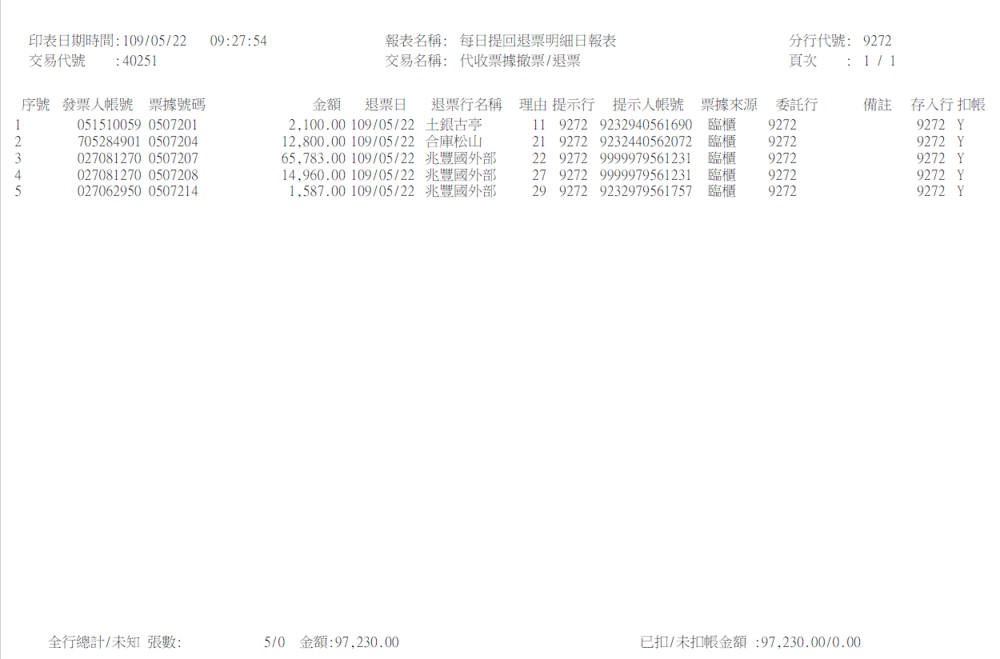 印表日期時間:109/05/22 09:27:54 報表名稱: 每日提回退票明細日報表 分行代號: 9272
交易代號 :40251 交易名稱: 代收票據撤票/退票 頁次 : 1 / 1
序號 發票人帳號 票據號碼 金額 退票日 退票行名稱 理由 提示行 提示人帳號 票據來源 委託行 備註 存入行 扣帳
1 051510059 0507201 2,100.00 109/05/22 土銀古亭 11 9272 9232940561690 臨櫃 9272 9272 Y
2 705284901 0507204 12,800.00 109/05/22 合庫松山 21 9272 9232440562072 臨櫃 9272 9272 Y
3 027081270 0507207 65,783.00 109/05/22 兆豐國外部 22 9272 9999979561231 臨櫃 9272 9272 Y
4 027081270 0507208 14,960.00 109/05/22 兆豐國外部 27 9272 9999979561231 臨櫃 9272 9272 Y
5 027062950 0507214 1,587.00 109/05/22 兆豐國外部 29 9272 9232979561757 臨櫃 9272 9272 Y
全行總計/未知 張數: 5/0 金額:97,230.00 已扣/未扣帳金額 :97,230.00/0.00